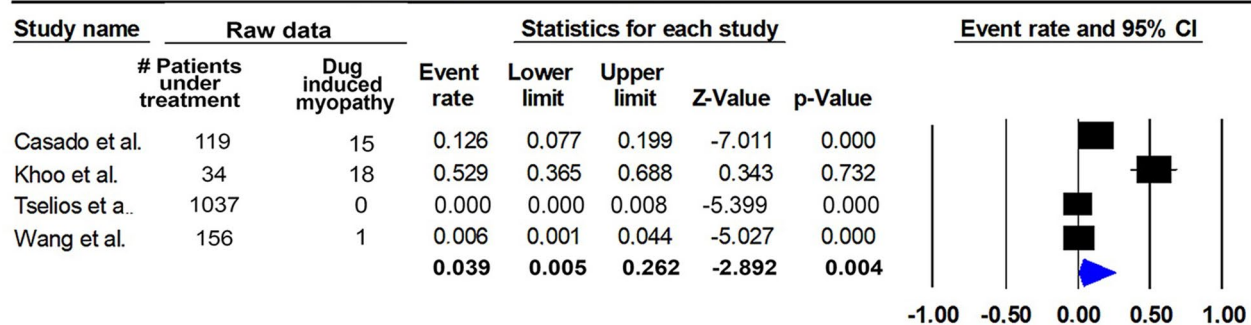 Study name Raw data Statistics for each study Event rate and 95% CI
# Patients under treatment Dug induced myopathy Event rate Lower limit Upper limit Z-Value p-Value
Casado et al. 119 15 0.126 0.077 0.199 -7.011 0.000
Khoo et al. 34 18 0.529 0.365 0.688 0.343 0.732
Tselios et a.. 1037 0 0.000 0.000 0.008 -5.399 0.000
Wang et al. 156 1 0.006 0.001 0.044 -5.027 0.000
0.039 0.005 0.262 -2.892 0.004
-1.00 -0.50 0.00 0.50 1.00